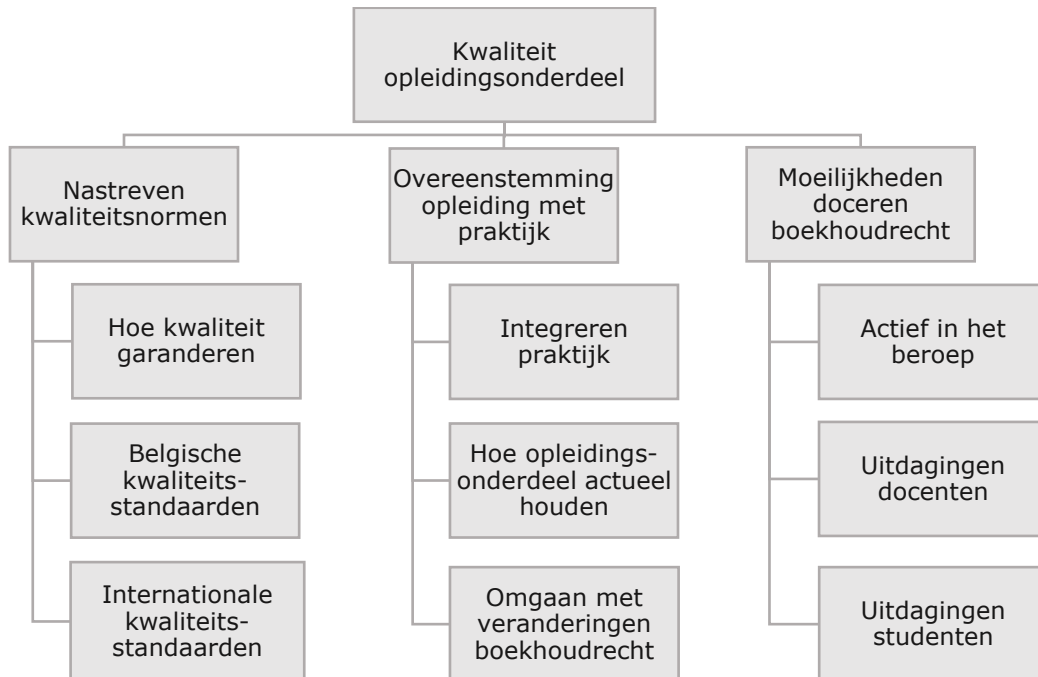 Kwaliteit
opleidingsonderdeel
Nastreven
kwaliteitsnormen
Overeenstemming
opleiding met
praktijk
Moeilijkheden
doceren
boekhoudrecht
Hoe kwaliteit
garanderen
Integreren
praktijk
Actief in het
beroep
Belgische
kwaliteits-
standaarden
Hoe opleidings-
onderdeel actueel
houden
Uitdagingen
docenten
Internationale
kwaliteits-
standaarden
Omgaan met
veranderingen
boekhoudrecht
Uitdagingen
studenten